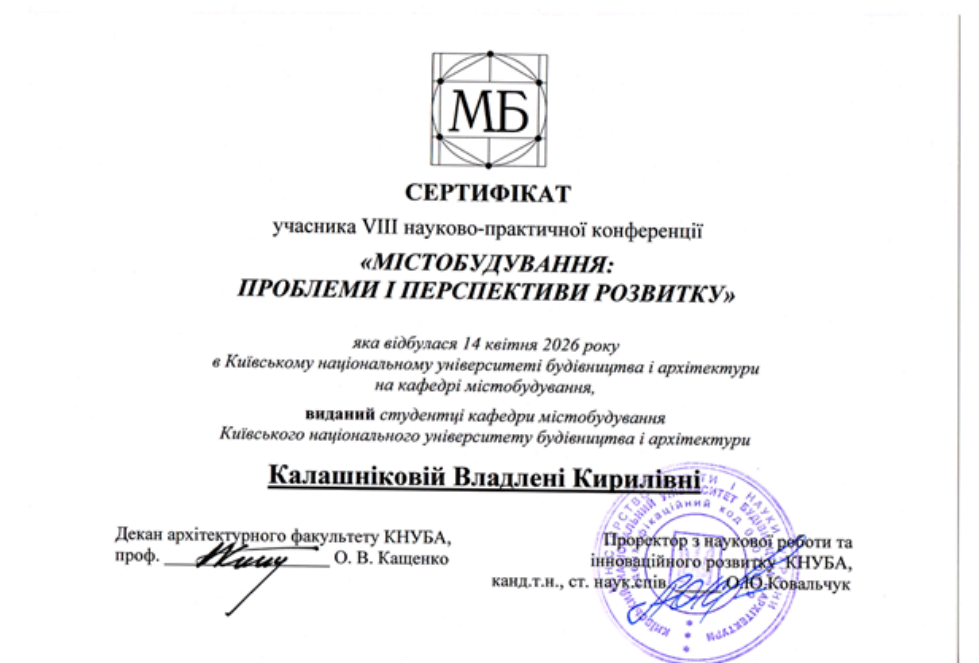 МБ
СЕРТИФІКАТ
учасника VIII науково-практичної конференції
«МІСТОБУДУВАННЯ:
ПРОБЛЕМИ І ПЕРСПЕКТИВИ РОЗВИТКУ»
яка відбулася 14 квітня 2026 року
в Київському національному університеті будівництва і архітектури
на кафедрі містобудування,
виданий студентці кафедри містобудування
Київського національного університету будівництва і архітектури
Калашніковій Владлені Кирилівні
Декан архітектурного факультету КНУБА,
проф. О. В. Кащенко
Проректор з наукової роботи та
інноваційного розвитку КНУБА,
канд.т.н., ст. наук.спів. О.Ю.Ковальчук